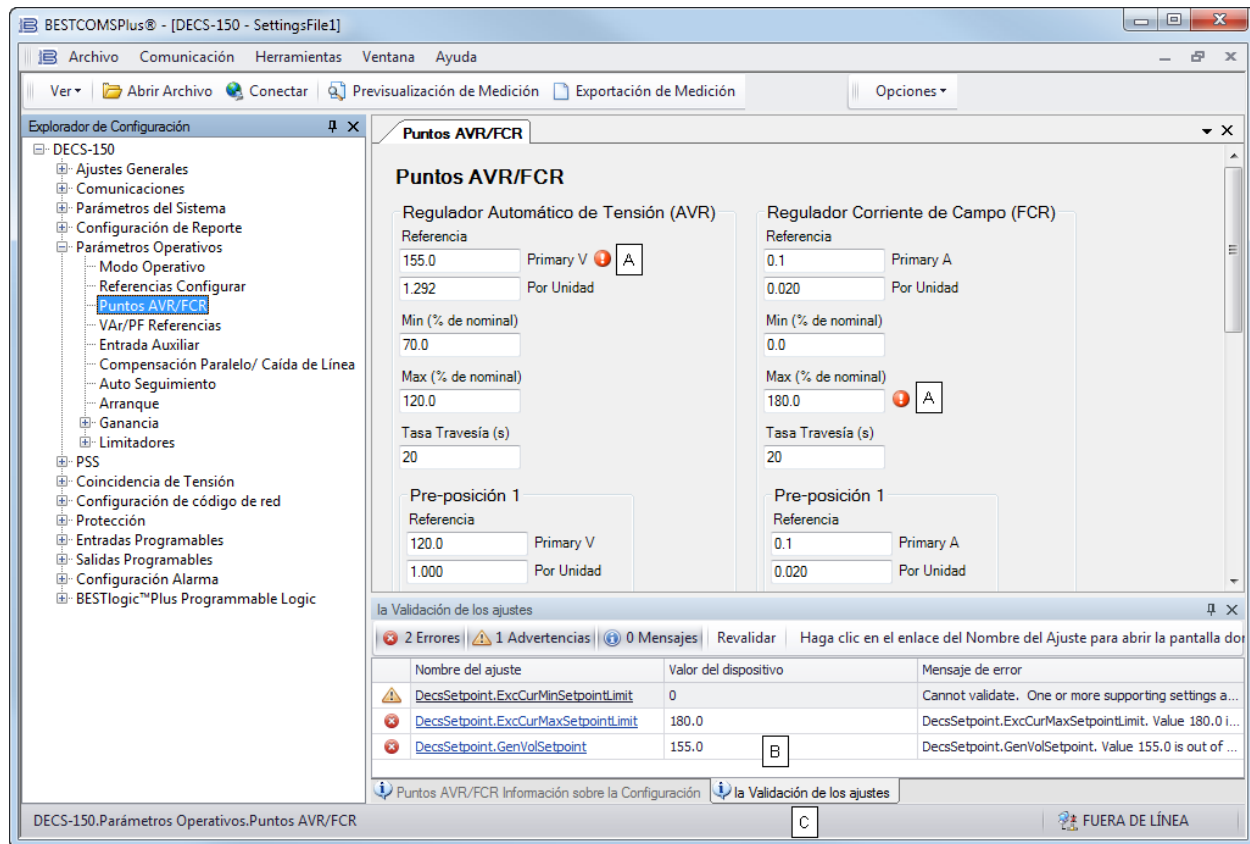 BESTCOMSPlus® - [DECS-150 - SettingsFile1]
Archivo Comunicación Herramientas Ventana Ayuda
Ver Abrir Archivo Conectar Previsualización de Medición Exportación de Medición Opciones
Explorador de Configuración
DECS-150
Ajustes Generales
Comunicaciones
Parámetros del Sistema
Configuración de Reporte
Parámetros Operativos
Modo Operativo
Referencias Configurar
Puntos AVR/FCR
VAr/PF Referencias
Entrada Auxiliar
Compensación Paralelo/ Caída de Línea
Auto Seguimiento
Arranque
Ganancia
Limitadores
PSS
Coincidencia de Tensión
Configuración de código de red
Protección
Entradas Programables
Salidas Programables
Configuración Alarma
BESTlogic™Plus Programmable Logic
Puntos AVR/FCR
Puntos AVR/FCR
Regulador Automático de Tensión (AVR)
Referencia
155.0 Primary V A
1.292 Por Unidad
Min (% de nominal)
70.0
Max (% de nominal)
120.0
Tasa Travesía (s)
20
Pre-posición 1
Referencia
120.0 Primary V
1.000 Por Unidad
Regulador Corriente de Campo (FCR)
Referencia
0.1 Primary A
0.020 Por Unidad
Min (% de nominal)
0.0
Max (% de nominal)
180.0 A
Tasa Travesía (s)
20
Pre-posición 1
Referencia
0.1 Primary A
0.020 Por Unidad
la Validación de los ajustes
2 Errores 1 Advertencias 0 Mensajes Revalidar Haga clic en el enlace del Nombre del Ajuste para abrir la pantalla do
Nombre del ajuste Valor del dispositivo Mensaje de error
DecsSetpoint.ExcCurMinSetpointLimit 0 Cannot validate. One or more supporting settings a...
DecsSetpoint.ExcCurMaxSetpointLimit 180.0 DecsSetpoint.ExcCurMaxSetpointLimit. Value 180.0 i...
DecsSetpoint.GenVolSetpoint 155.0 B DecsSetpoint.GenVolSetpoint. Value 155.0 is out of ...
Puntos AVR/FCR Información sobre la Configuración la Validación de los ajustes
DECS-150.Parámetros Operativos.Puntos AVR/FCR C FUERA DE LÍNEA